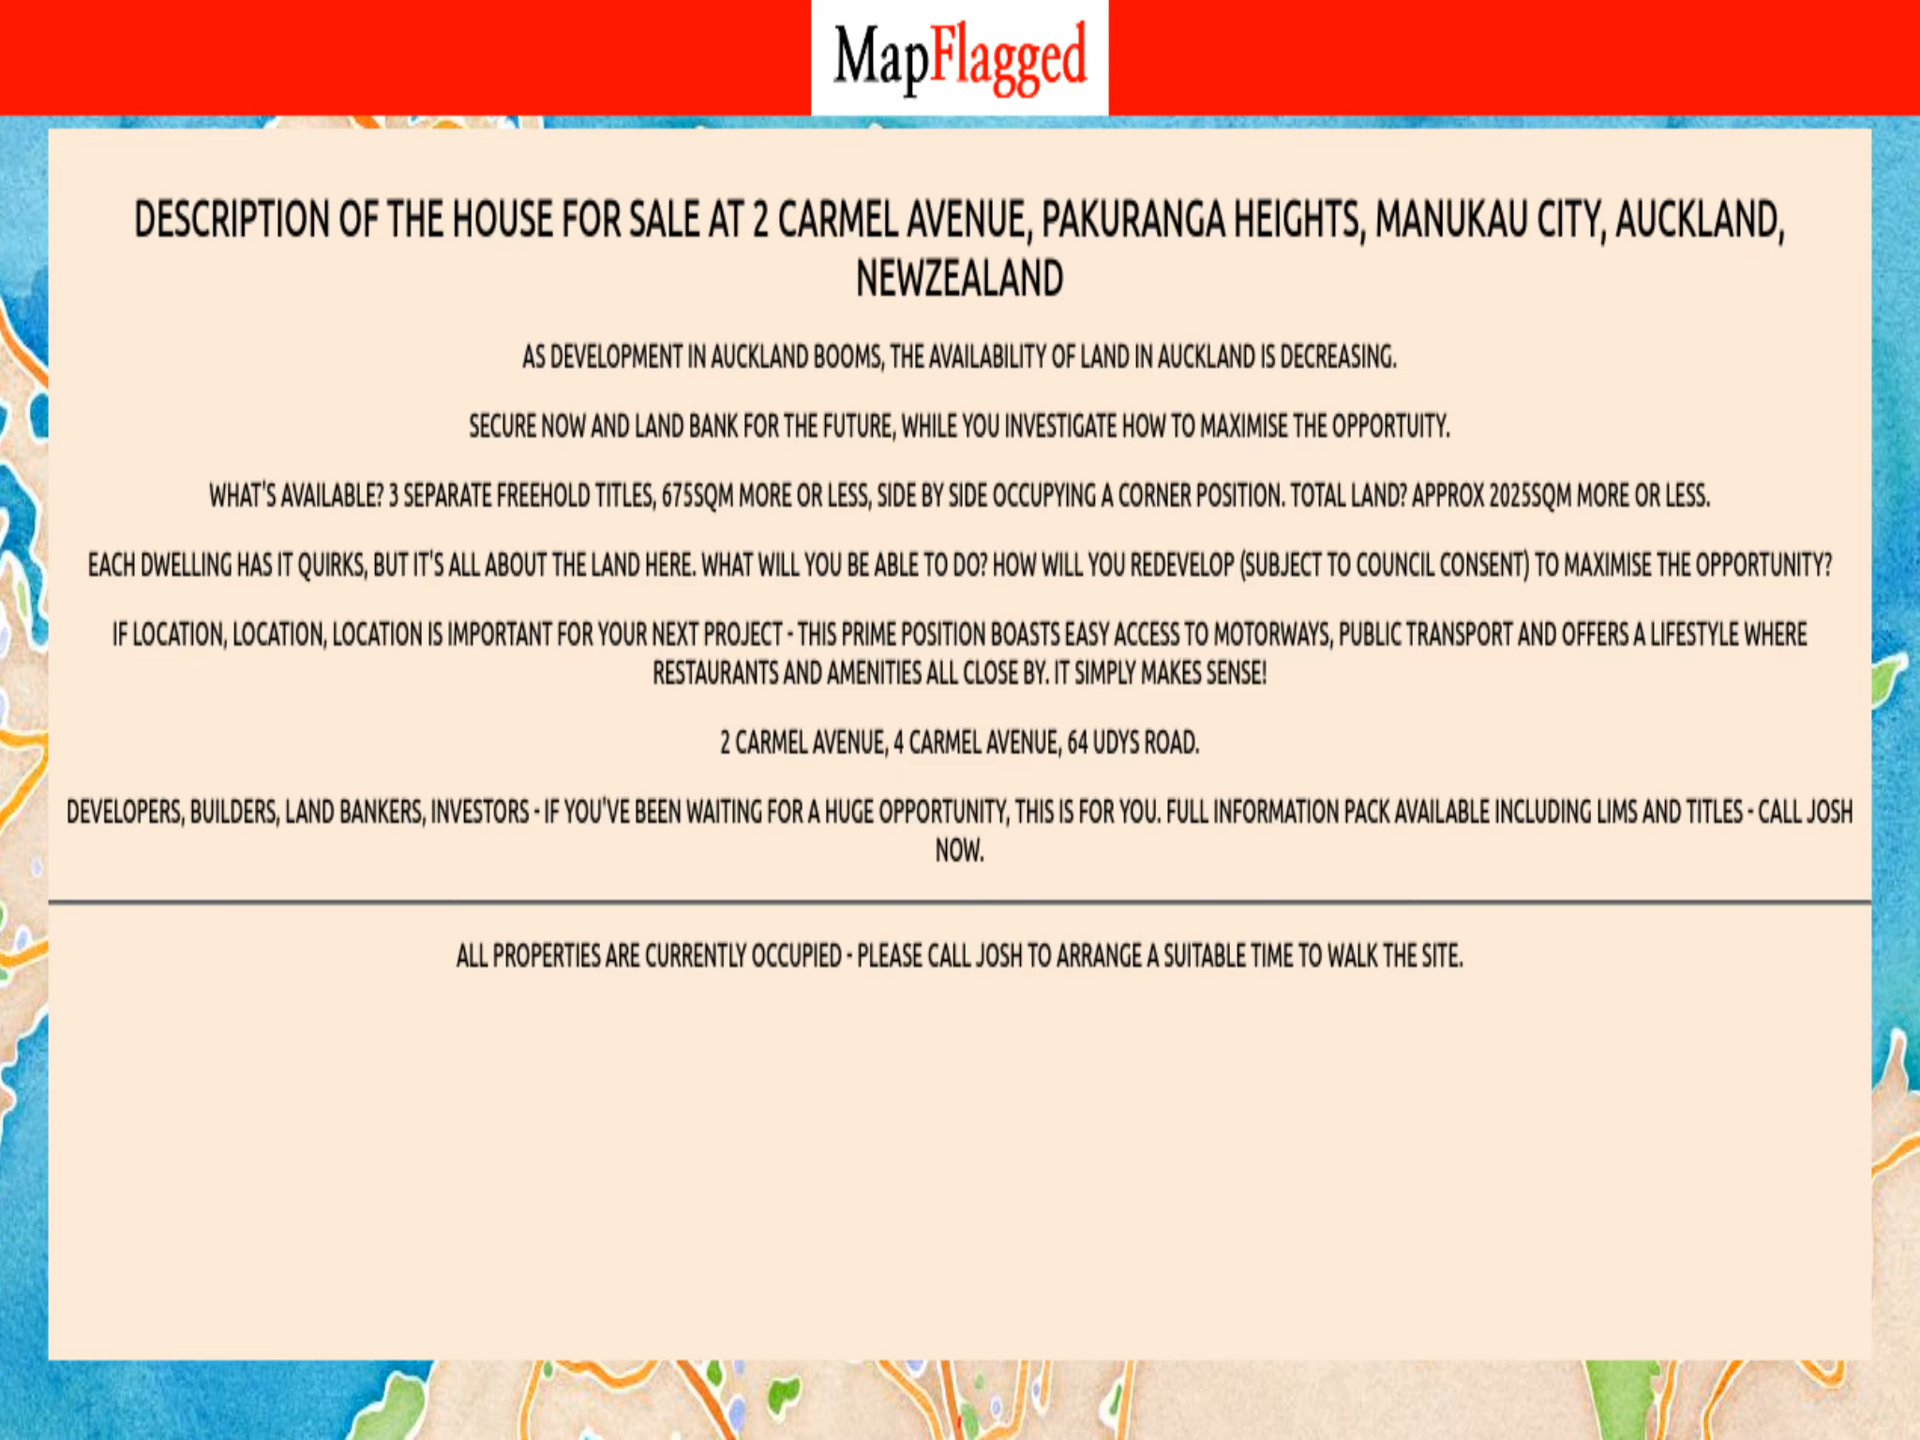 MapFlagged
DESCRIPTION OF THE HOUSE FOR SALE AT 2 CARMEL AVENUE, PAKURANGA HEIGHTS, MANUKAU CITY, AUCKLAND,
NEWZEALAND
AS DEVELOPMENT IN AUCKLAND BOOMS, THE AVAILABILITY OF LAND IN AUCKLAND IS DECREASING.
SECURE NOW AND LAND BANK FOR THE FUTURE, WHILE YOU INVESTIGATE HOW TO MAXIMISE THE OPPORTUITY.
WHAT'S AVAILABLE? 3 SEPARATE FREEHOLD TITLES, 675SQM MORE OR LESS, SIDE BY SIDE OCCUPYING A CORNER POSITION. TOTAL LAND? APPROX 2025SQM MORE OR LESS.
EACH DWELLING HAS IT QUIRKS, BUT IT'S ALL ABOUT THE LAND HERE. WHAT WILL YOU BE ABLE TO DO? HOW WILL YOU REDEVELOP (SUBJECT TO COUNCIL CONSENT) TO MAXIMISE THE OPPORTUNITY?
IF LOCATION, LOCATION, LOCATION IS IMPORTANT FOR YOUR NEXT PROJECT - THIS PRIME POSITION BOASTS EASY ACCESS TO MOTORWAYS, PUBLIC TRANSPORT AND OFFERS A LIFESTYLE WHERE
RESTAURANTS AND AMENITIES ALL CLOSE BY. IT SIMPLY MAKES SENSE!
2 CARMEL AVENUE, 4 CARMEL AVENUE, 64 UDYS ROAD.
DEVELOPERS, BUILDERS, LAND BANKERS, INVESTORS - IF YOU'VE BEEN WAITING FOR A HUGE OPPORTUNITY, THIS IS FOR YOU. FULL INFORMATION PACK AVAILABLE INCLUDING LIMS AND TITLES - CALL JOSH
NOW.
ALL PROPERTIES ARE CURRENTLY OCCUPIED - PLEASE CALL JOSH TO ARRANGE A SUITABLE TIME TO WALK THE SITE.